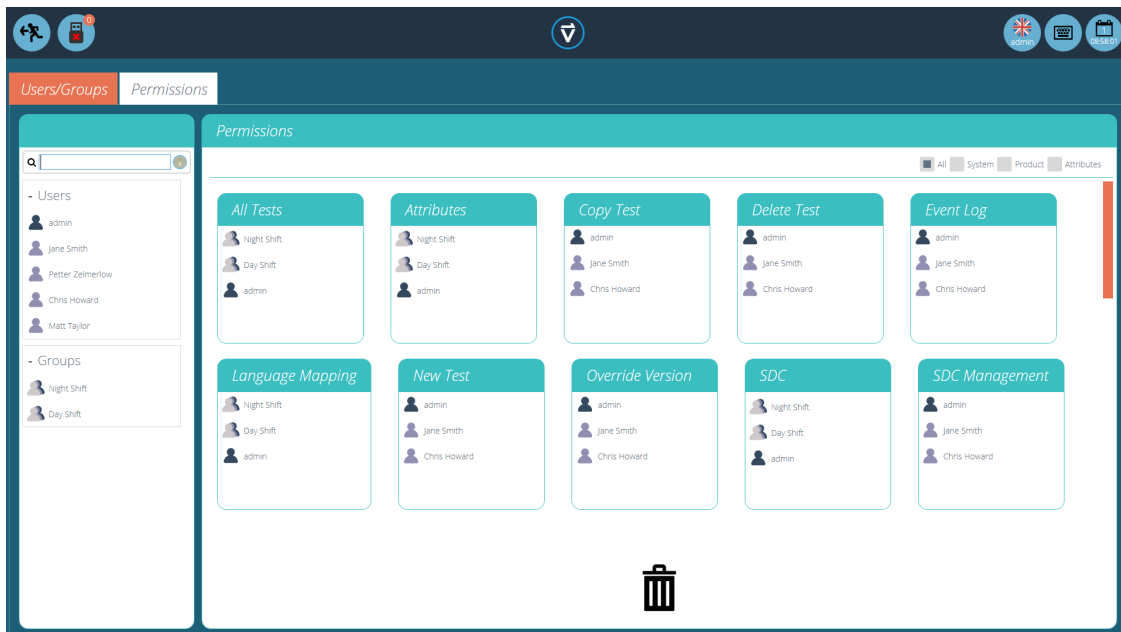 0
admin
1
08:58:01
Users/Groups Permissions
Permissions
All System Product Attributes
- Users
admin
Jane Smith
Petter Zelmerlow
Chris Howard
Matt Taylor
- Groups
Night Shift
Day Shift
All Tests
Night Shift
Day Shift
admin
Attributes
Night Shift
Day Shift
admin
Copy Test
admin
Jane Smith
Chris Howard
Delete Test
admin
Jane Smith
Chris Howard
Event Log
admin
Jane Smith
Chris Howard
Language Mapping
Night Shift
Day Shift
admin
New Test
admin
Jane Smith
Chris Howard
Override Version
admin
Jane Smith
Chris Howard
SDC
Night Shift
Day Shift
admin
SDC Management
admin
Jane Smith
Chris Howard